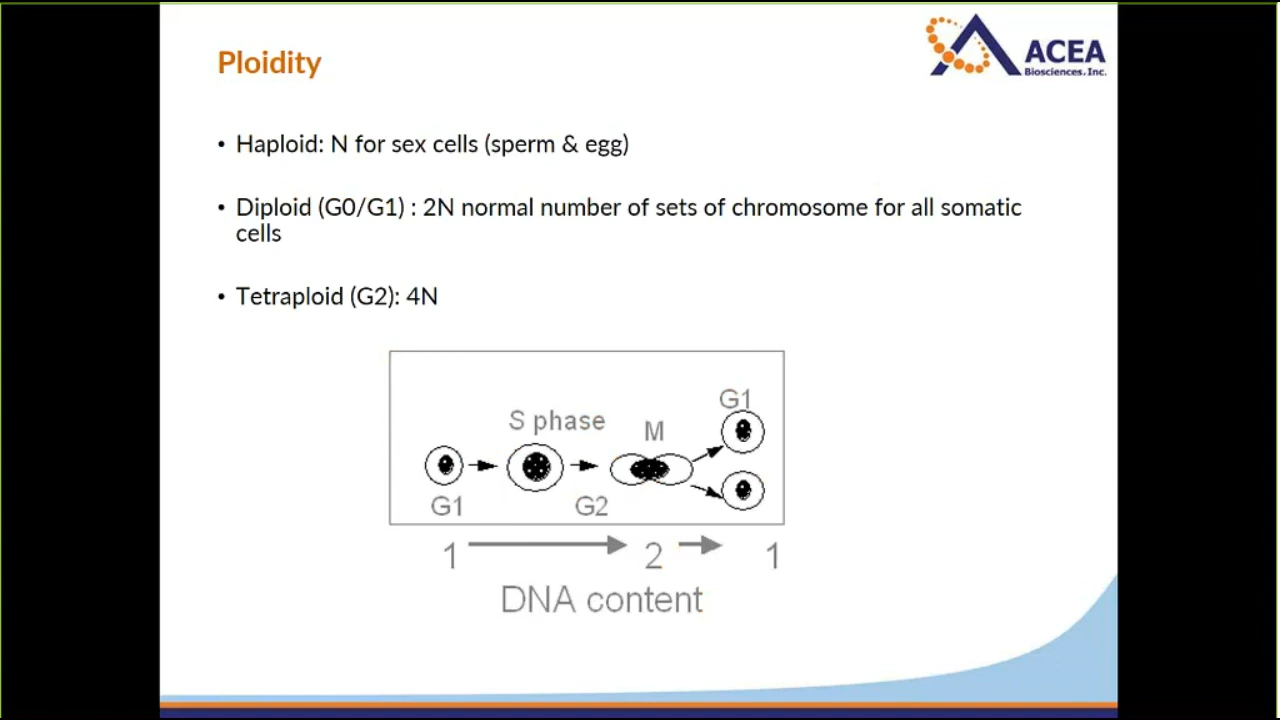 Ploidity
ACEA
Biosciences, Inc.
• Haploid: N for sex cells (sperm & egg)
• Diploid (G0/G1) : 2N normal number of sets of chromosome for all somatic
cells
• Tetraploid (G2): 4N
G1
S phase
M
G1
G2
1
2
1
DNA content